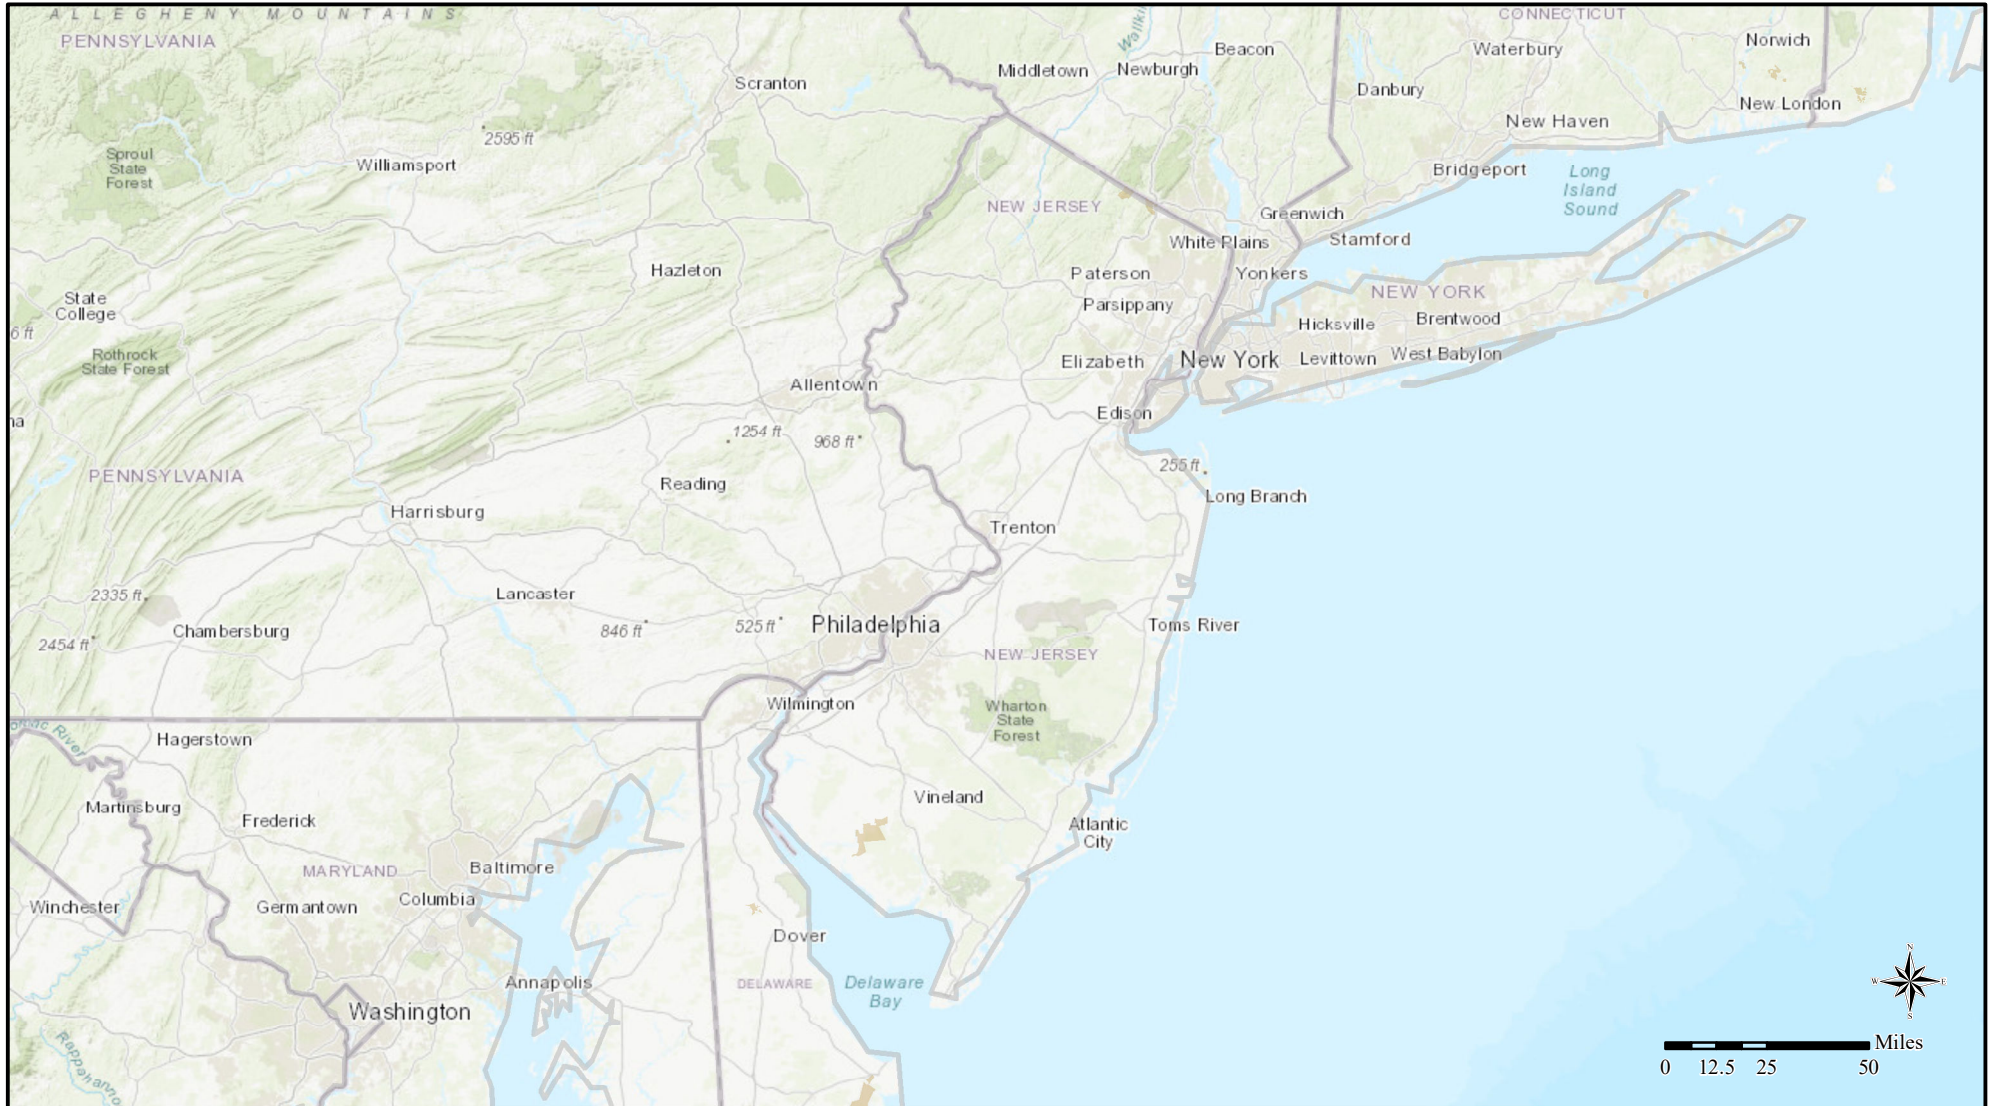 ALLEGHENY MOUNTAINS
CONNECTICUT
PENNSYLVANIA
Norwich
Beacon
Waterbury
Middletown
Newburgh
Scranton
Danbury
New London
New Haven
2595 ft
Sproul
State
Forest
Williamsport
Bridgeport
Long
Island
Sound
NEW JERSEY
Greenwich
White Plains
Stamford
Hazleton
Paterson
Yonkers
State
College
Parsippany
NEW YORK
6 ft
Hicksville
Brentwood
Rothrock
State Forest
Elizabeth
New York
Levittown
West Babylon
Allentown
Edison
na
1254 ft
968 ft
255 ft
PENNSYLVANIA
Reading
Long Branch
Harrisburg
Trenton
2335 ft
Lancaster
Chambersburg
846 ft
525 ft
Philadelphia
Toms River
2454 ft
NEW JERSEY
Wilmington
Wharton
State
Forest
River
Hagerstown
Martinsburg
Vineland
Frederick
Atlantic
City
MARYLAND
Baltimore
Winchester
Germantown
Columbia
Dover
Annapolis
DELAWARE
Delaware
Bay
Washington
N
W
E
S
Miles
0 12.5 25 50
Rappahanno